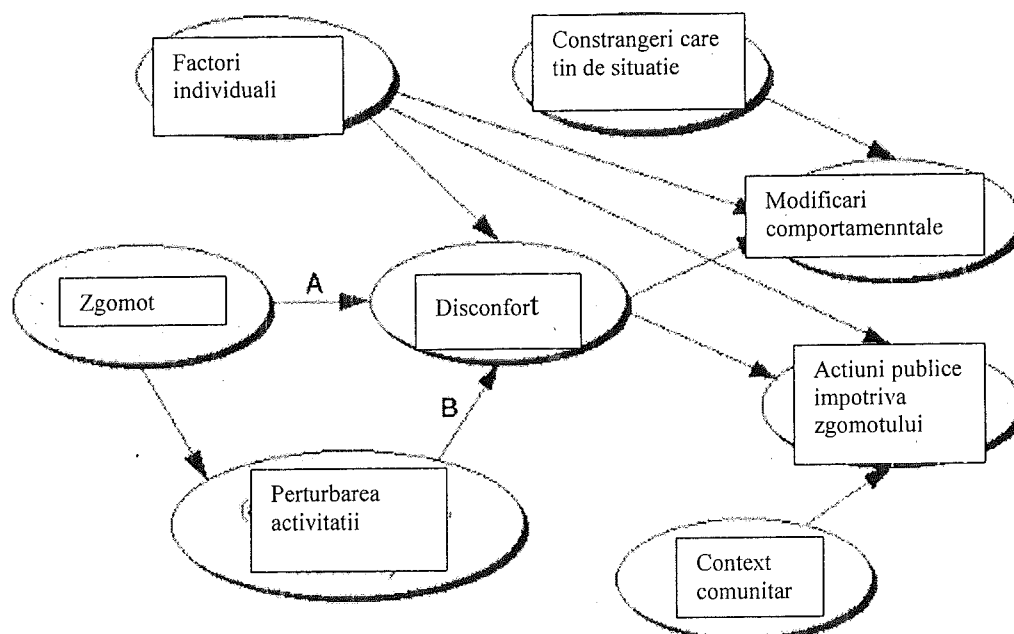 Factori
individuali
Constrangeri care
tin de situatie
Modificari
comportamenntale
Zgomot
A
Disconfort
Actiuni publice
impotriva
zgomotului
B
Perturbarea
activitatii
Context
comunitar